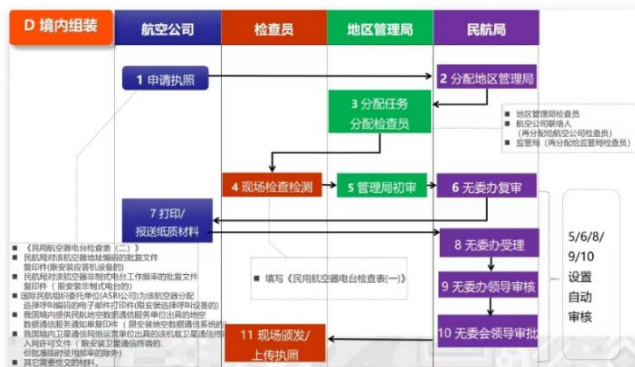 D 境内组装
航空公司
检查员
地区管理局
民航局
1 申请执照
2 分配地区管理局
3 分配任务
分配检查员
■ 地区管理局检查员
■ 航空公司联络人
(再分配给航空公司检查员)
■ 监管局 (再分配给监管局检查员)
4 现场检查检测
5 管理局初审
6 无委办复审
7 打印/
报送纸质材料
8 无委办受理
5/6/8/
9/10
设置
自动
审核
■ 《民用航空器电台检查表（二）》
■ 民航局对该航空器地址编码的批复文件
复印件(限安装应答机设备的)
■ 民航局对该航空器非制式电台工作频率的批复文件
复印件（限安装非制式电台的）
■ 国际民航组织委托单位(ASRI公司)为该航空器分配
选择呼叫编码的电子邮件打印件(限安装选择呼叫设备的)
■ 我国境内提供民航地空数据通信单位出具的地空
数据通信服务通知单复印件（限安装地空数据通信系统的
■ 我国境内卫星通信网络运营单位出具的该机载卫星通信终
入网许可文件（限安装卫星通信终端的,
但批准临时使用频率的除外)
■ 其它需要提交的材料。
■ 填写《民用航空器电台检查表(一)》
9 无委办领导审核
10 无委会领导审批
11 现场颁发/
上传执照